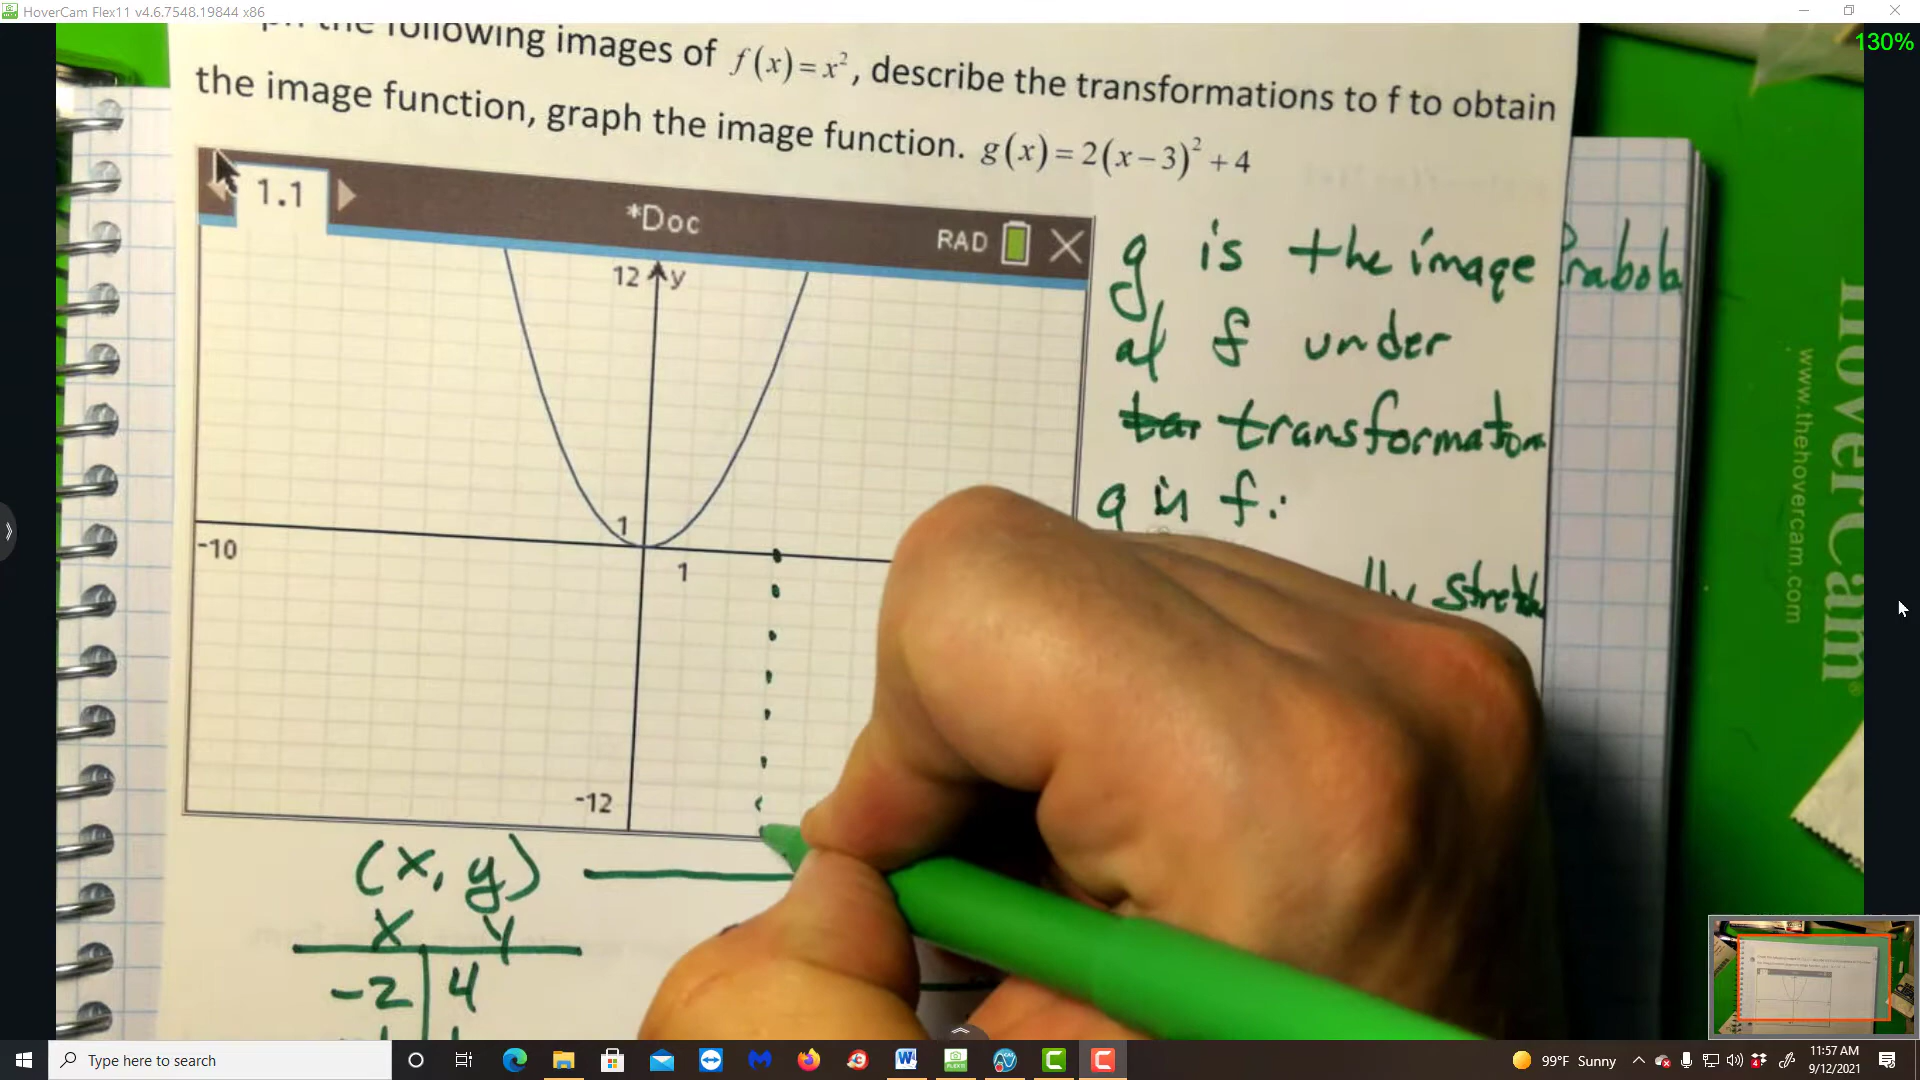 HoverCam Flex11 v4.6.7548.19844 x86
130%
the following images of f(x)=x², describe the transformations to f to obtain
the image function, graph the image function. g(x)=2(x−3)²+4
1.1
*Doc
RAD
12
y
1
-10
1
-12
g is the image
of f under
transformation
g is f:
stretch
(x, y)
x y
-2 4
HoverCam®
www.thehovercam.com
Type here to search
99°F Sunny
11:57 AM
9/12/2021